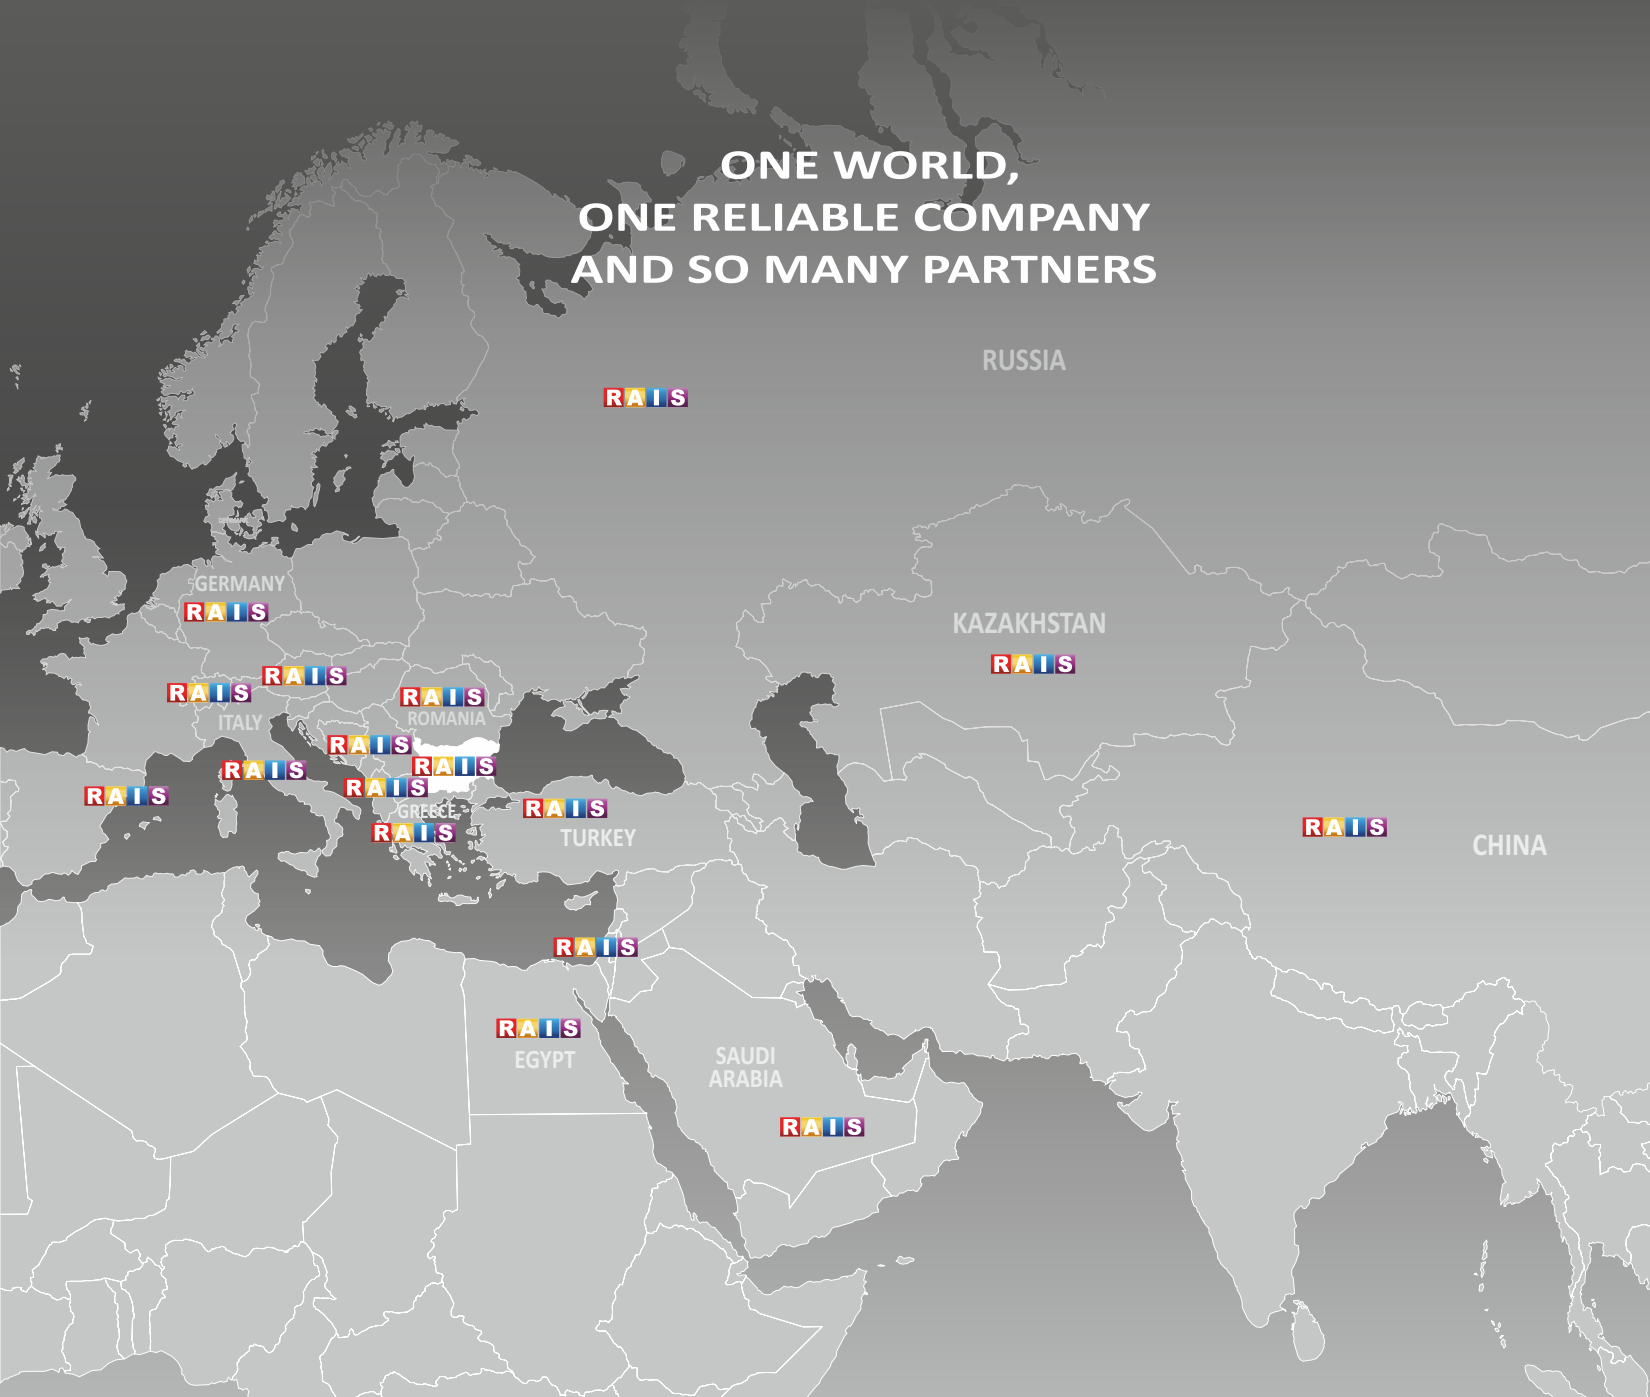 ONE WORLD,
ONE RELIABLE COMPANY
AND SO MANY PARTNERS
RUSSIA
RAIS
GERMANY
RAIS
KAZAKHSTAN
RAIS
RAIS
RAIS
RAIS
ROMANIA
ITALY
RAIS
RAIS
RAIS
RAIS
RAIS
RAIS
GREECE
RAIS
TURKEY
RAIS
CHINA
RAIS
RAIS
EGYPT
SAUDI
ARABIA
RAIS